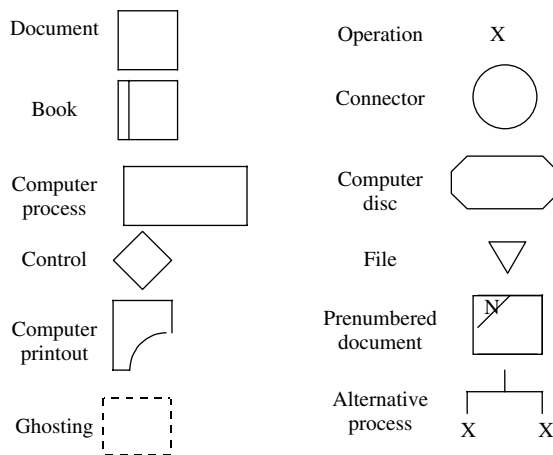 Document
Operation X
Book
Connector
Computer
process
Computer
disc
Control
File
Computer
printout
Prenumbered
document
N
Ghosting
Alternative
process
X X